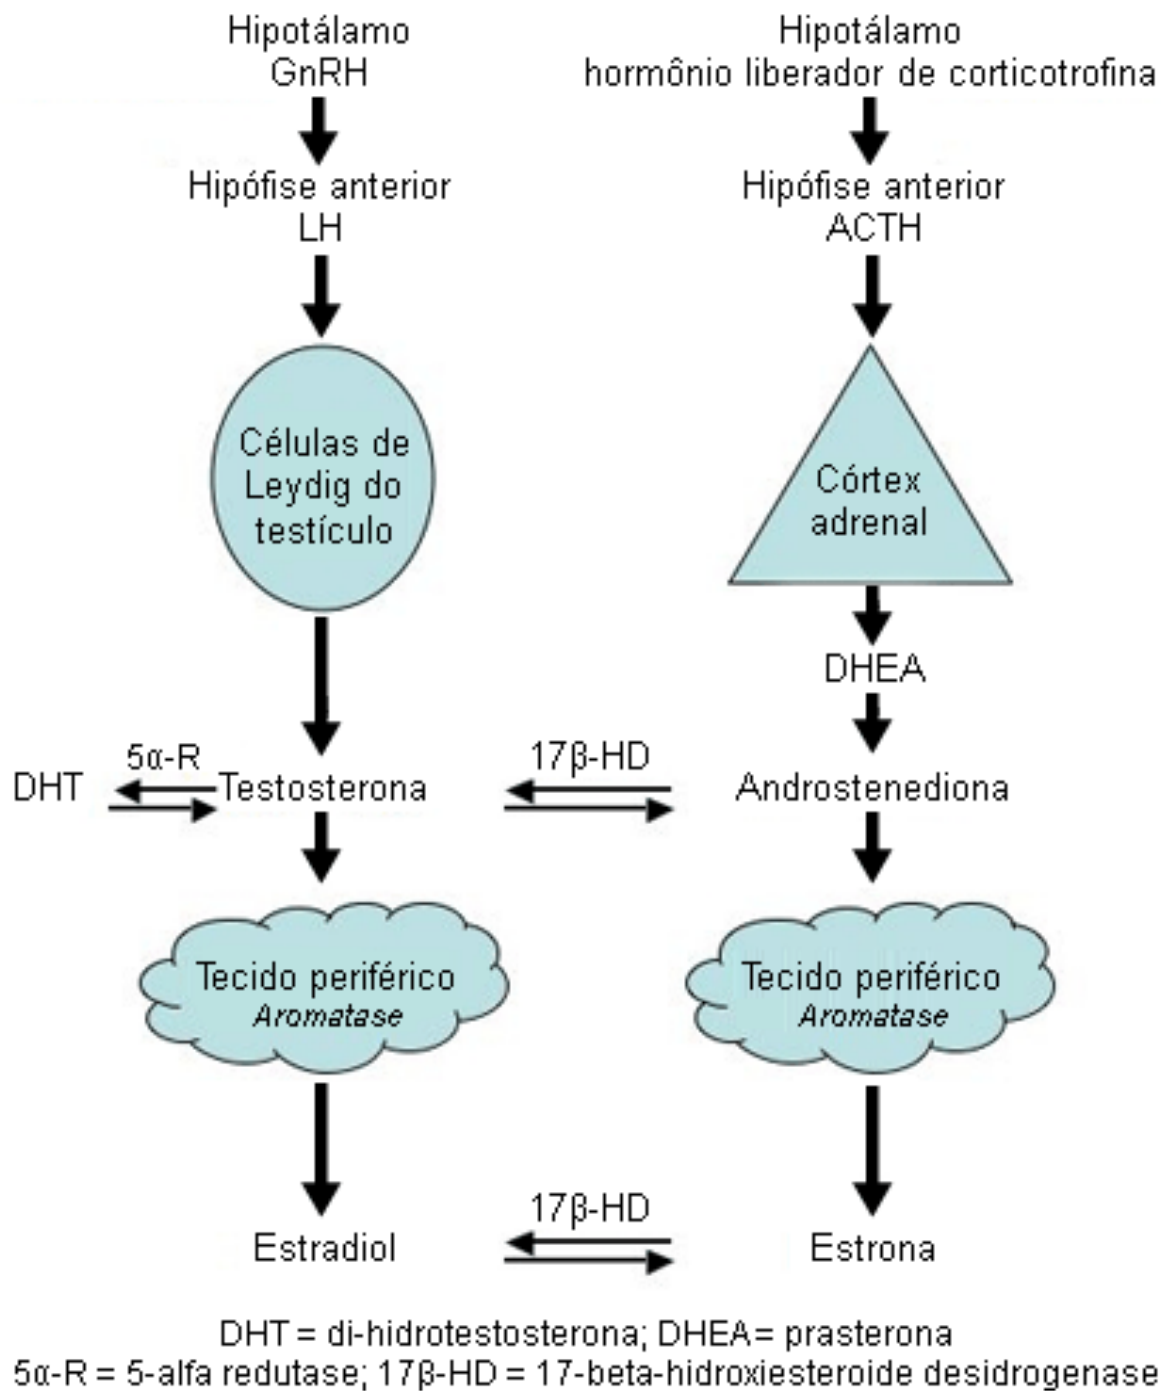 Hipotálamo
GnRH
Hipotálamo
hormônio liberador de corticotrofina
Hipófise anterior
LH
Hipófise anterior
ACTH
Células de
Leydig do
testículo
Córtex
adrenal
DHEA
DHT
5α-R
Testosterona
17β-HD
Androstenediona
Tecido periférico
Aromatase
Tecido periférico
Aromatase
Estradiol
17β-HD
Estrona
DHT = di-hidrotestosterona; DHEA = prasterona
5α-R = 5-alfa redutase; 17β-HD = 17-beta-hidroxiesteroide desidrogenase